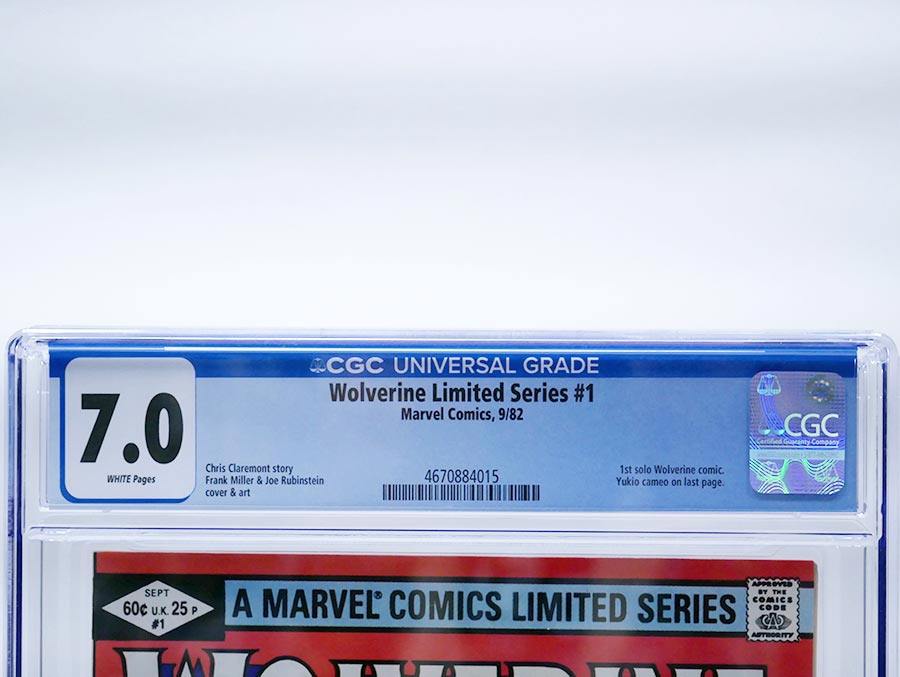 CGC UNIVERSAL GRADE
Wolverine Limited Series #1
Marvel Comics, 9/82
7.0
WHITE Pages
Chris Claremont story
Frank Miller & Joe Rubinstein
cover & art
4670884015
1st solo Wolverine comic.
Yukio cameo on last page.
CGC
Certified Guaranty Company
SEPT
60¢ U.K. 25 P
#1
A MARVEL® COMICS LIMITED SERIES
APPROVED
BY THE
COMICS
CODE
AUTHORITY
WOLVERINE